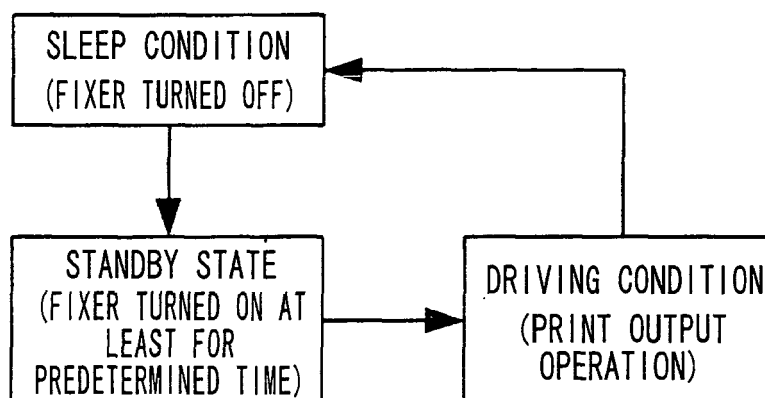 SLEEP CONDITION
(FIXER TURNED OFF)
STANDBY STATE
(FIXER TURNED ON AT
LEAST FOR
PREDETERMINED TIME)
DRIVING CONDITION
(PRINT OUTPUT
OPERATION)